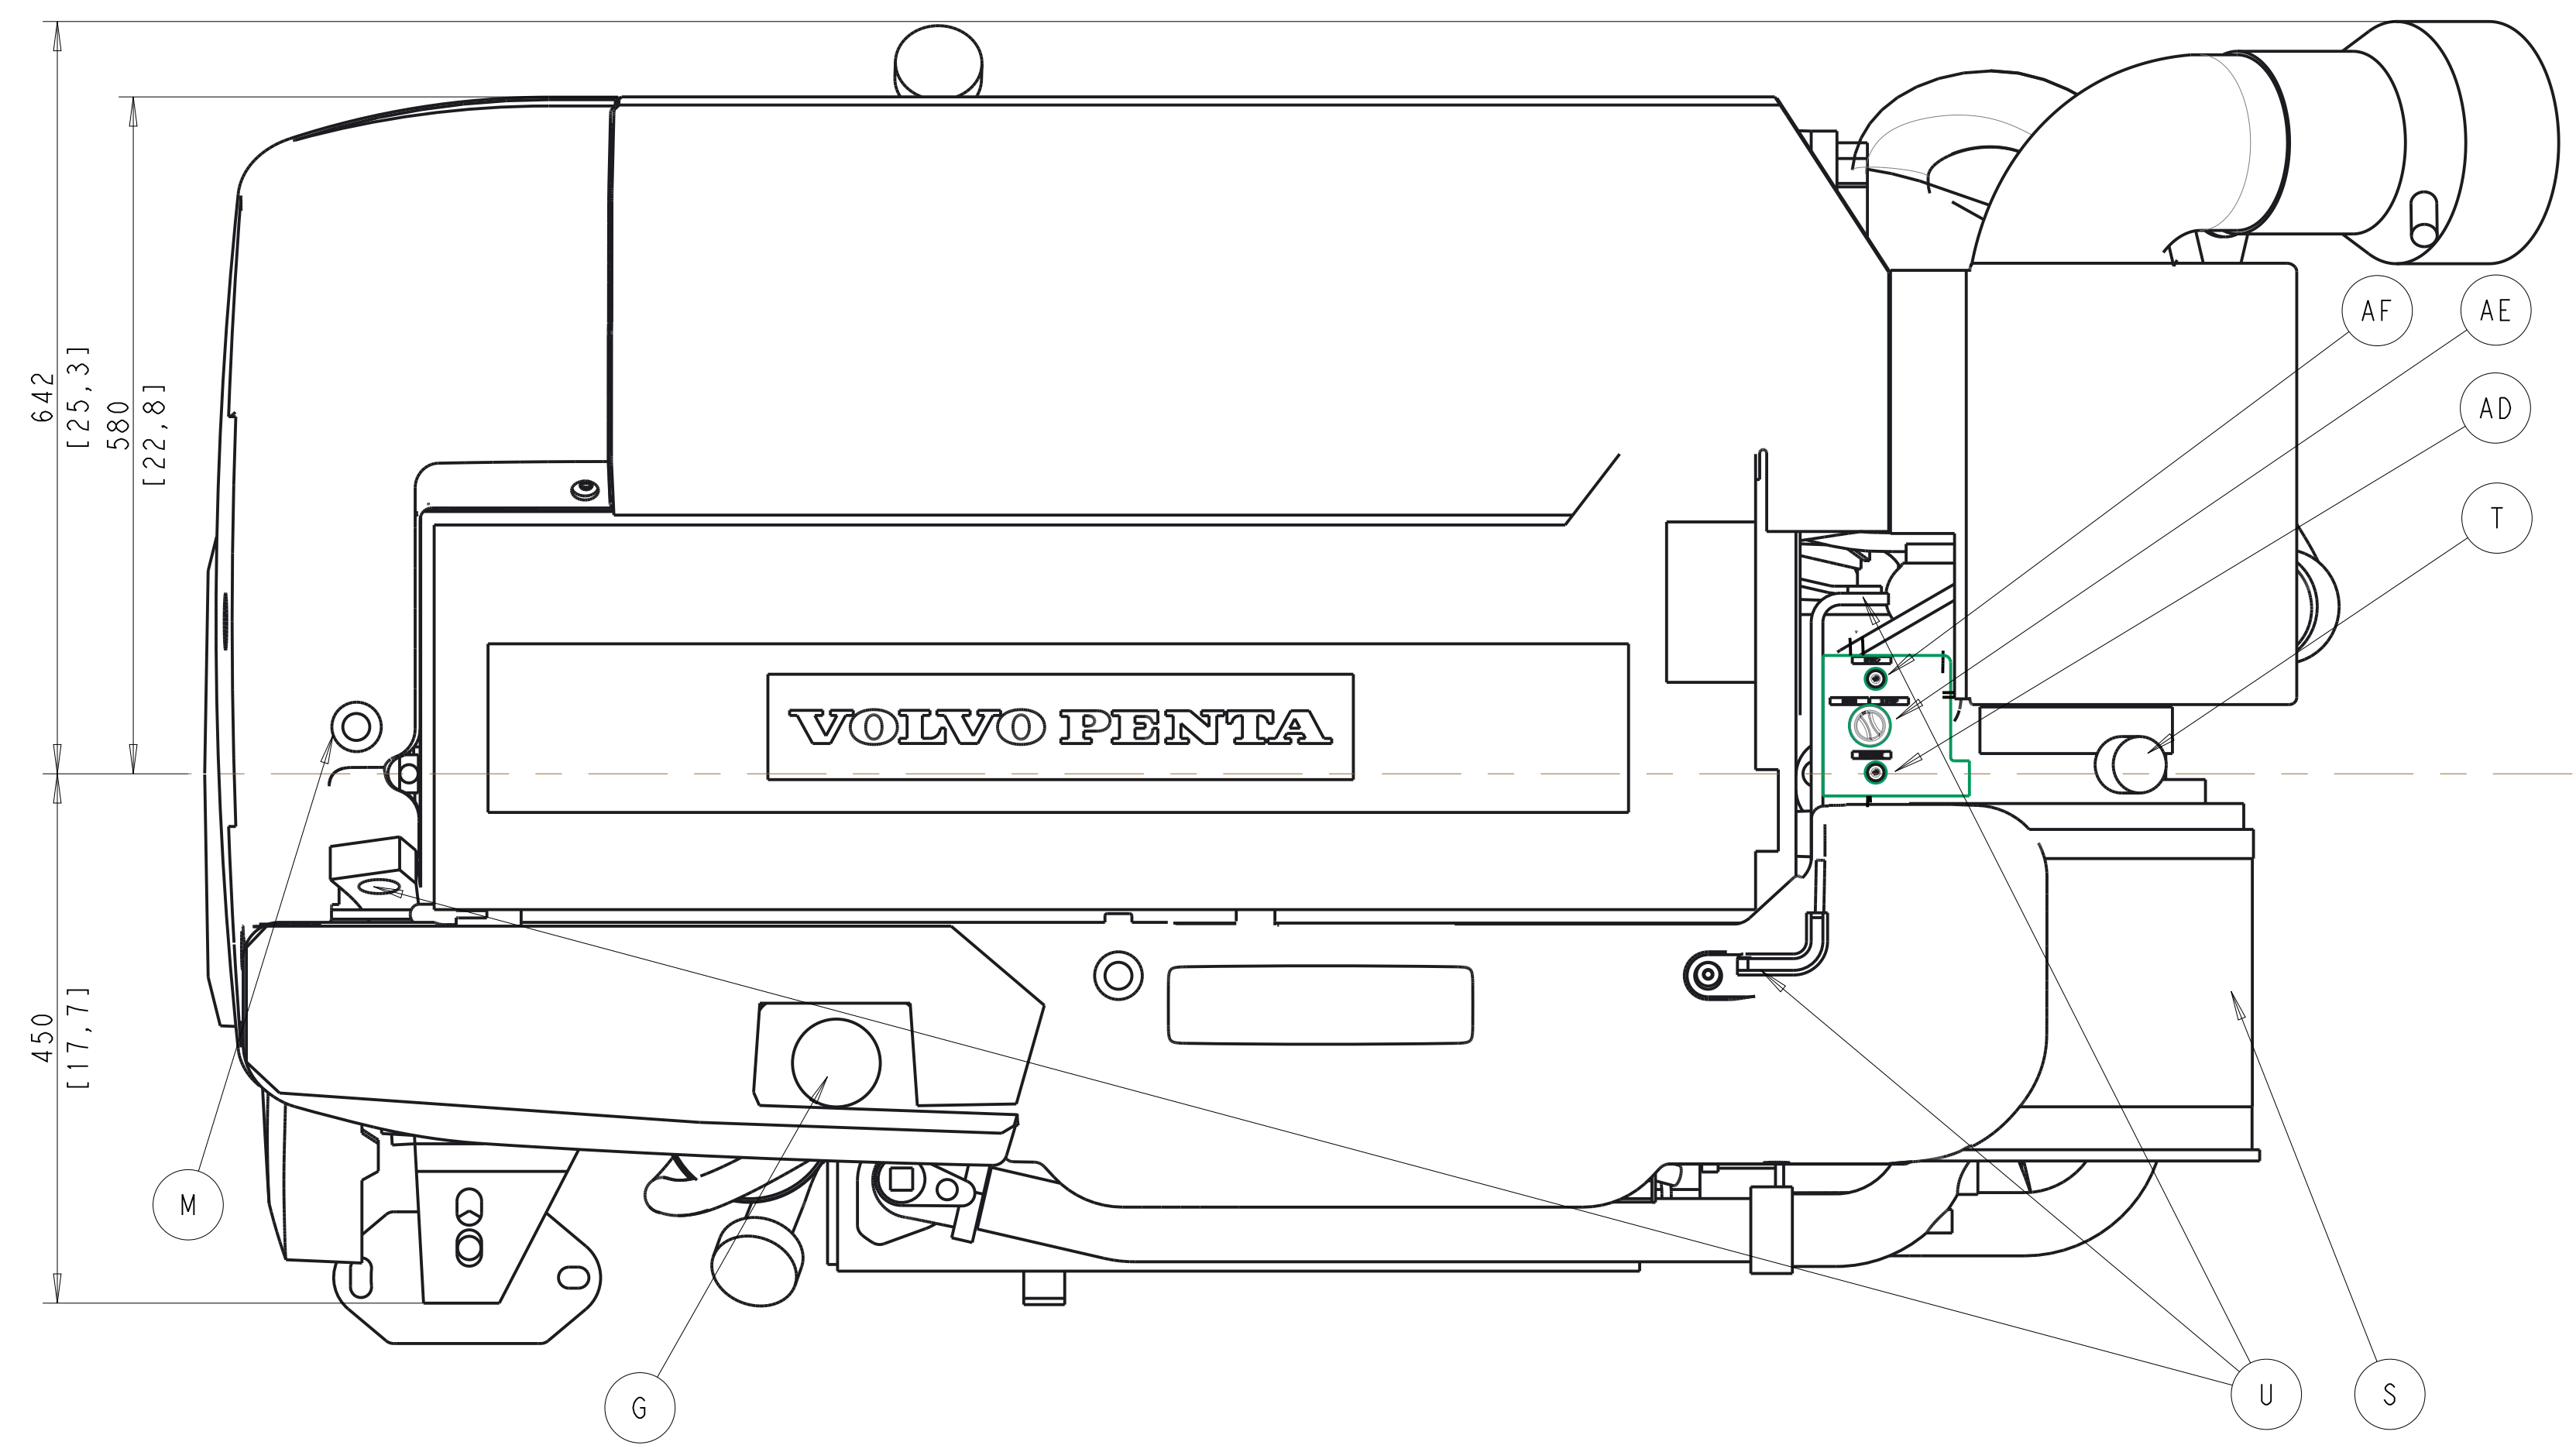 AF
AE
AD
T
642
[25,3]
580
[22,8]
VOLVO PENTA
450
[17,7]
M
G
U
S